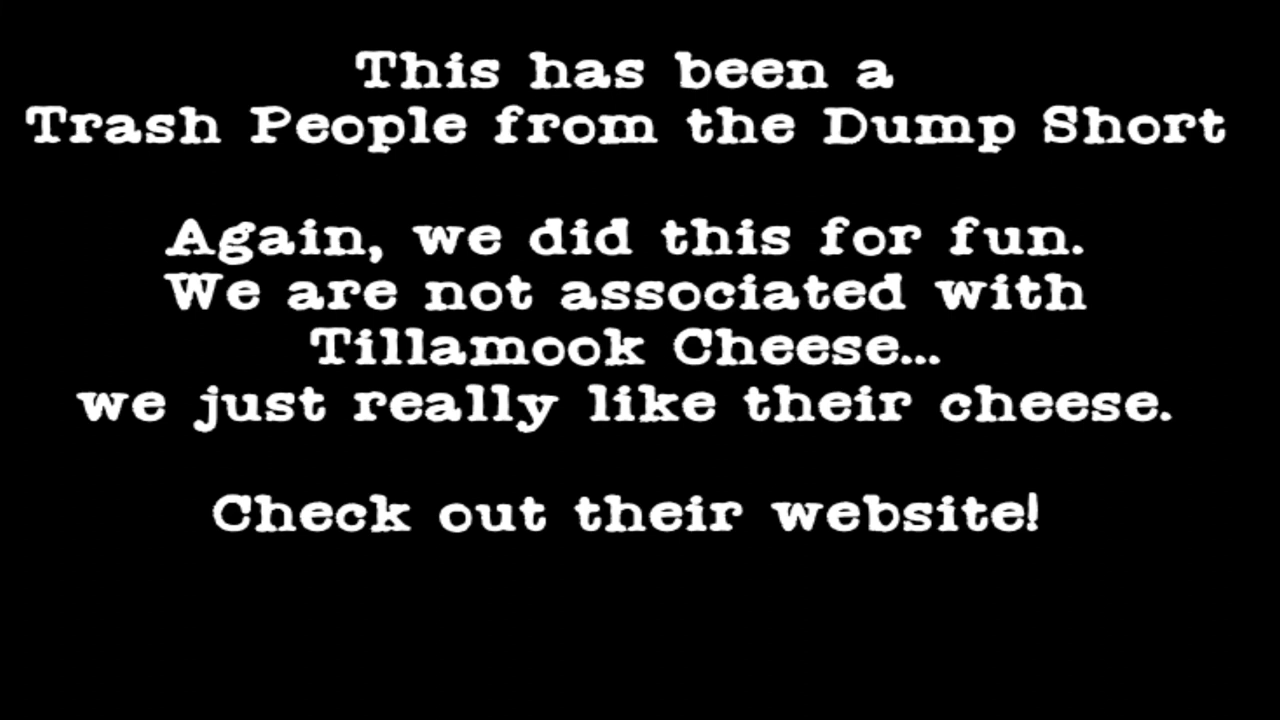 This has been a
Trash People from the Dump Short
Again, we did this for fun.
We are not associated with
Tillamook Cheese...
we just really like their cheese.
Check out their website!